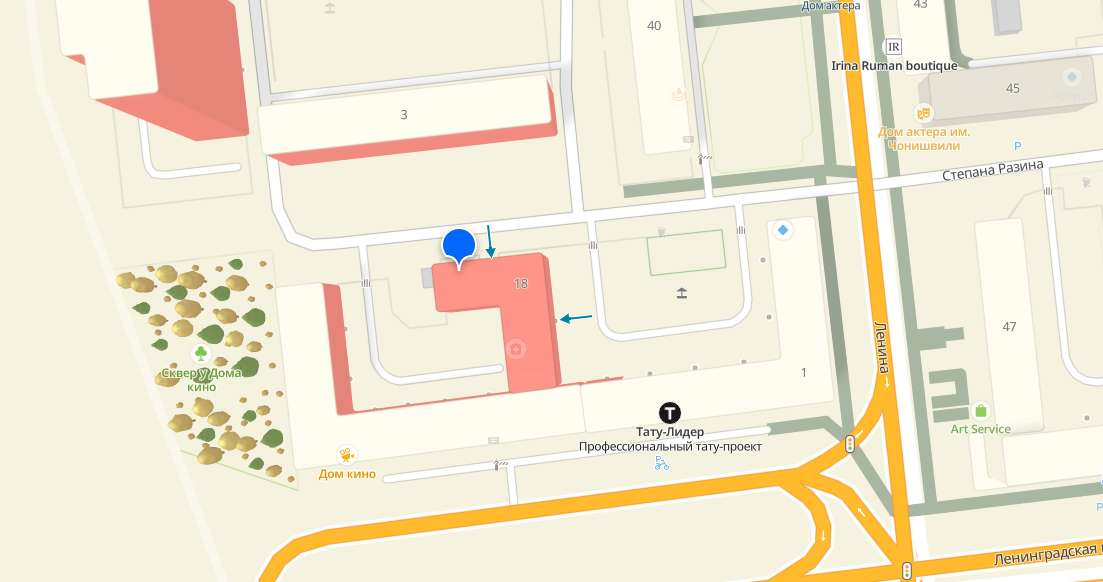 Дом актера
43
40
IR
Irina Ruman boutique
45
3
Дом актера им.
Чонишвили
P
Степана Разина
18
Ленина
47
Сквер у Дома
кино
1
T
Тату-Лидер
Профессиональный тату-проект
Art Service
Дом кино
P
Ленинградская